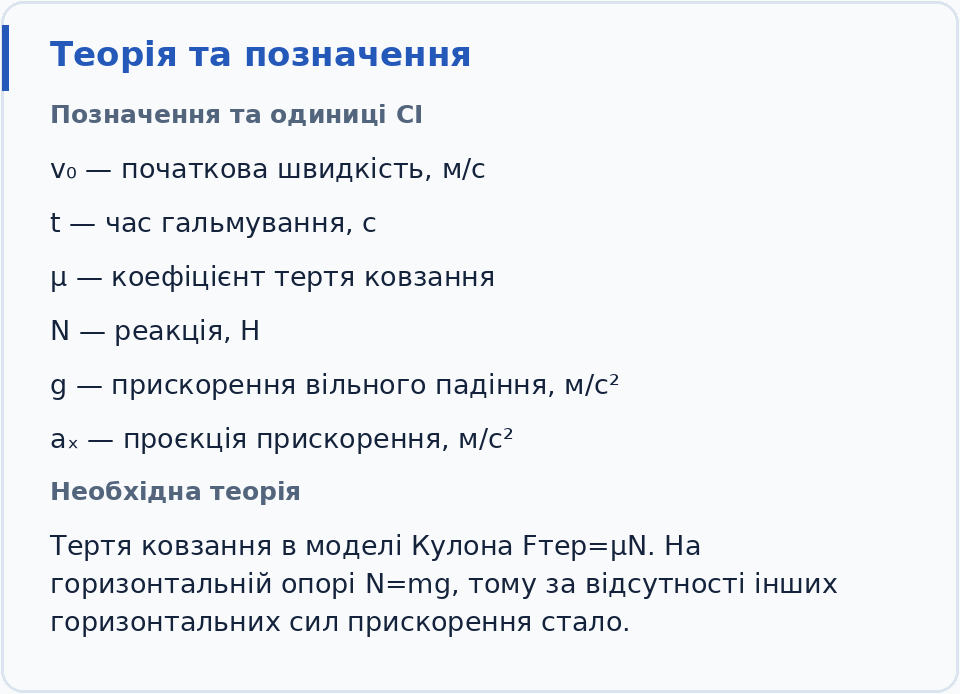 Теорія та позначення
Позначення та одиниці СІ
v₀ — початкова швидкість, м/с
t — час гальмування, с
μ — коефіцієнт тертя ковзання
N — реакція, Н
g — прискорення вільного падіння, м/с²
aₓ — проєкція прискорення, м/с²
Необхідна теорія
Тертя ковзання в моделі Кулона Fтер=μN. На
горизонтальній опорі N=mg, тому за відсутності інших
горизонтальних сил прискорення стало.